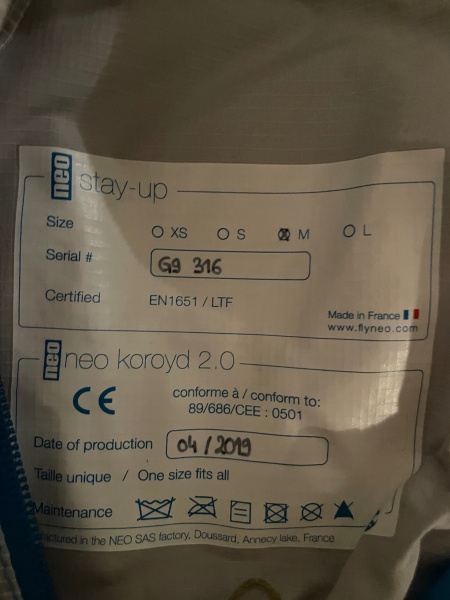 neo stay-up
Size XS S M L
Serial # G9 316
Certified EN1651 / LTF
Made in France
www.flyneo.com
neo neo koroyd 2.0
CE conforme à / conform to:
89/686/CEE : 0501
Date of production 04/2019
Taille unique / One size fits all
Maintenance
in the NEO SAS factory, Doussard, Annecy lake, France